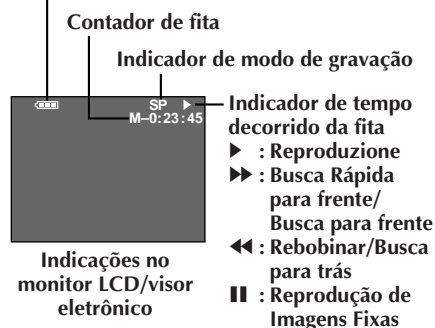 Contador de fita
Indicador de modo de gravação
SP ▶
M–0:23:45
Indicador de tempo
decorrido da fita
▶ : Reproduzione
▶▶ : Busca Rápida
para frente/
Busca para frente
◀◀ : Rebobinar/Busca
para trás
❚❚ : Reprodução de
Imagens Fixas
Indicações no
monitor LCD/visor
eletrônico